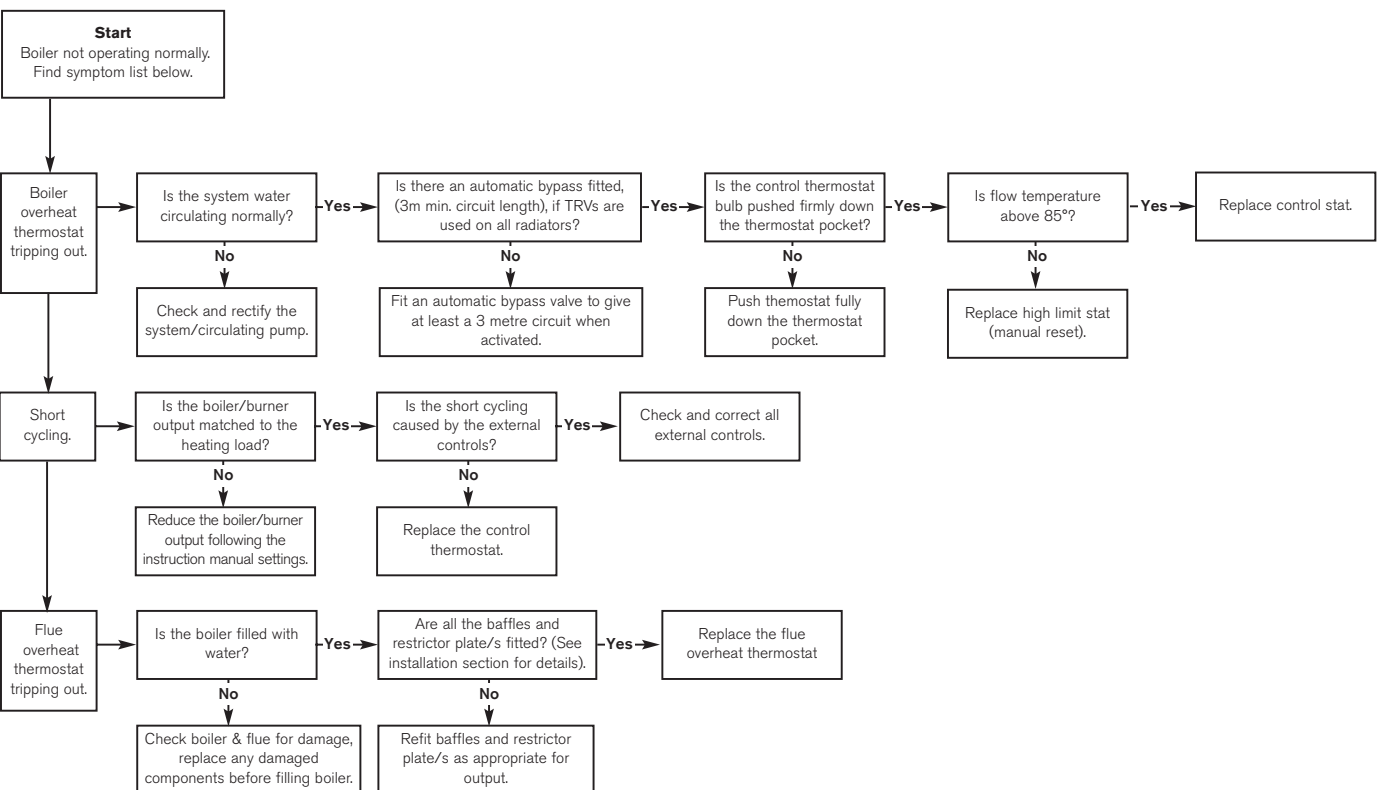 Start
Boiler not operating normally.
Find symptom list below.
Boiler
overheat
thermostat
tripping out.
Is the system water
circulating normally?
Yes
Is there an automatic bypass fitted,
(3m min. circuit length), if TRVs are
used on all radiators?
Yes
Is the control thermostat
bulb pushed firmly down
the thermostat pocket?
Yes
Is flow temperature
above 85°?
Yes
Replace control stat.
No
No
No
No
Check and rectify the
system/circulating pump.
Fit an automatic bypass valve to give
at least a 3 metre circuit when
activated.
Push themostat fully
down the thermostat
pocket.
Replace high limit stat
(manual reset).
Short
cycling.
Is the boiler/burner
output matched to the
heating load?
Yes
Is the short cycling
caused by the external
controls?
Yes
Check and correct all
external controls.
No
No
Reduce the boiler/burner
output following the
instruction manual settings.
Replace the control
thermostat.
Flue
overheat
thermostat
tripping out.
Is the boiler filled with
water?
Yes
Are all the baffles and
restrictor plate/s fitted? (See
installation section for details).
Yes
Replace the flue
overheat thermostat
No
No
Check boiler & flue for damage,
replace any damaged
components before filling boiler.
Refit baffles and restrictor
plate/s as appropriate for
output.